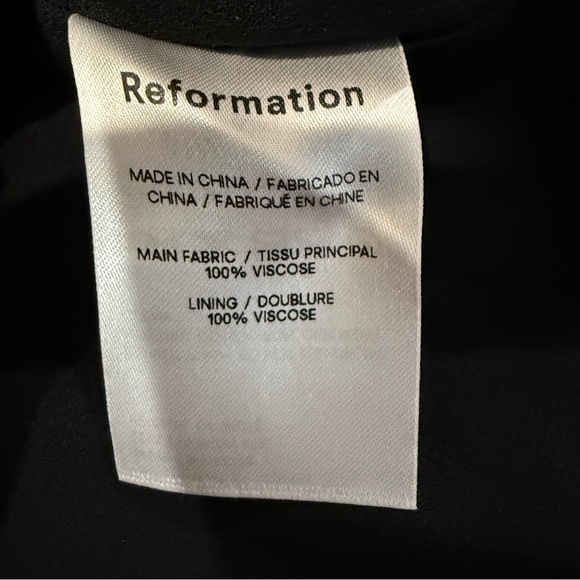 Reformation
MADE IN CHINA / FABRICADO EN
CHINA / FABRIQUÉ EN CHINE
MAIN FABRIC / TISSU PRINCIPAL
100% VISCOSE
LINING / DOUBLURE
100% VISCOSE